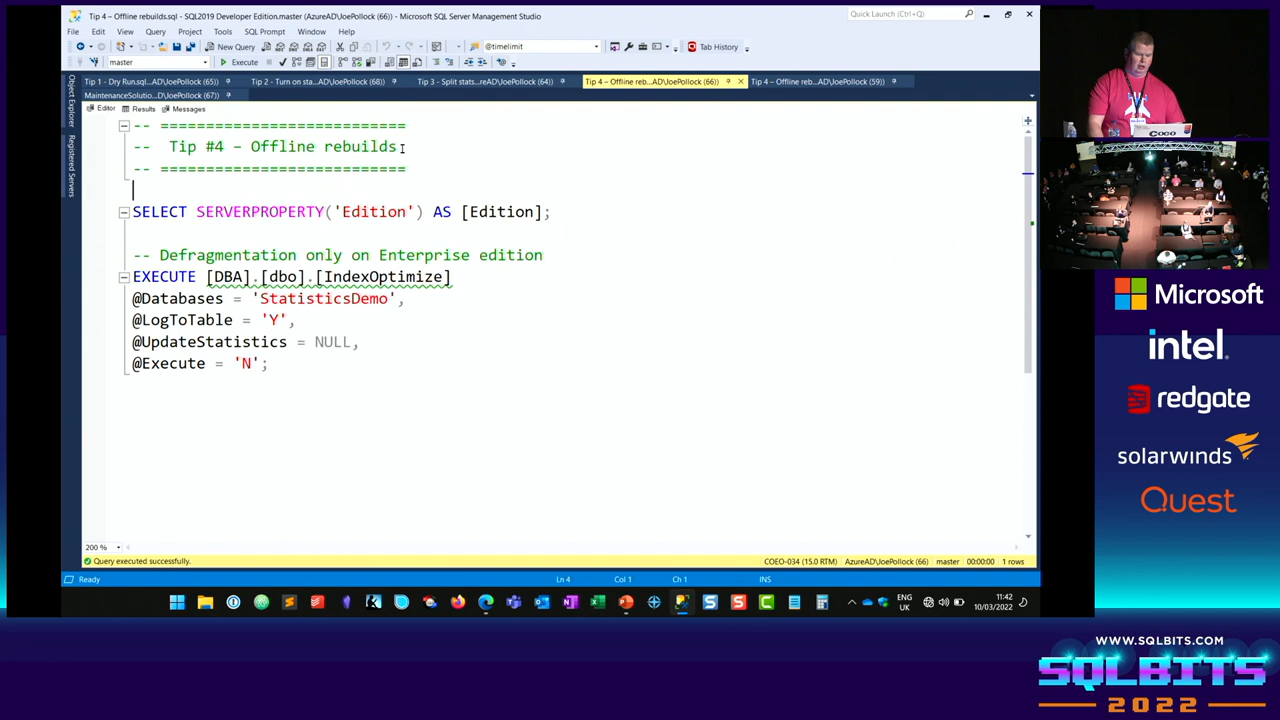 Tip 4 – Offline rebuilds.sql - SQL2019 Developer Edition.master (AzureAD\JoePollock (66)) - Microsoft SQL Server Management Studio
Quick Launch (Ctrl+Q)
File Edit View Query Project Tools SQL Prompt Window Help
New Query
@timelimit
Tab History
master
Execute
Tip 1 - Dry Run.sql...AD\JoePollock (65))
Tip 2 - Turn on sta...AD\JoePollock (68))
Tip 3 - Split stats...reAD\JoePollock (64))
Tip 4 – Offline reb...AD\JoePollock (66))
Tip 4 – Offline reb...AD\JoePollock (59))
MaintenanceSolutio...D\JoePollock (67))
Editor Results Messages
Object Explorer
Registered Servers
-- ===========================
-- Tip #4 – Offline rebuilds
-- ===========================
SELECT SERVERPROPERTY('Edition') AS [Edition];
-- Defragmentation only on Enterprise edition
EXECUTE [DBA].[dbo].[IndexOptimize]
@Databases = 'StatisticsDemo',
@LogToTable = 'Y',
@UpdateStatistics = NULL,
@Execute = 'N';
200 %
Query executed successfully.
COEO-034 (15.0 RTM) AzureAD\JoePollock (66) master 00:00:00 1 rows
Ready
Ln 4 Col 1 Ch 1 INS
ENG
UK
11:42
10/03/2022
coeo
Microsoft
intel.
redgate
solarwinds
Quest
WWW.SQLBITS.COM
SQLBITS
2022